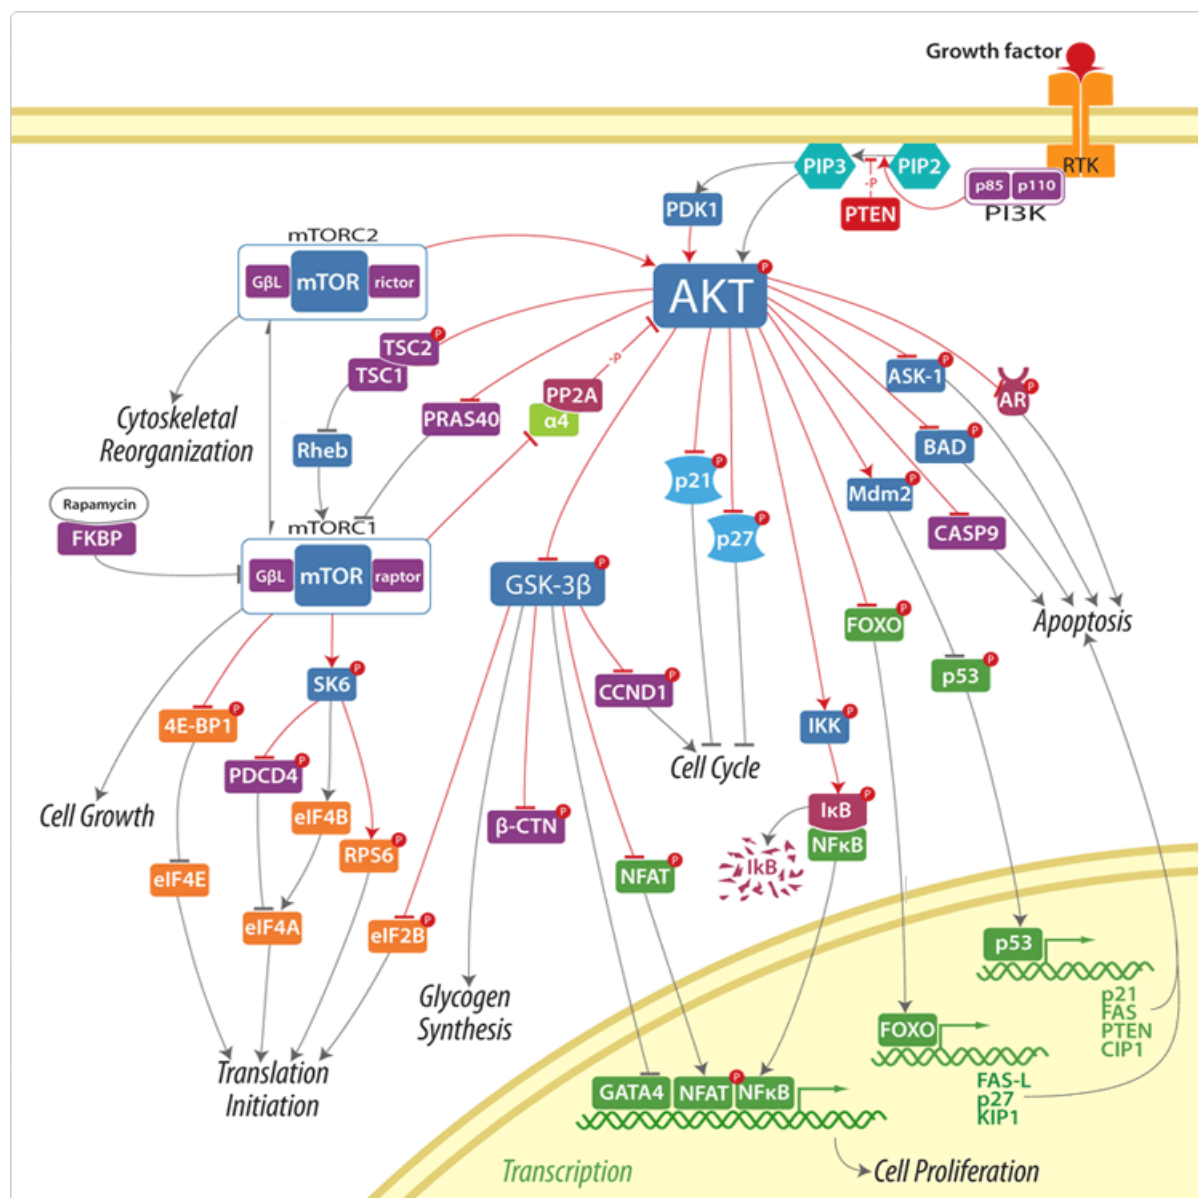 Growth factor
RTK
PIP3
PIP2
-P
PTEN
p85
p110
PI3K
PDK1
mTORC2
GβL
mTOR
rictor
AKT
P
TSC2
P
TSC1
PRAS40
-P
PP2A
α4
ASK-1
P
AR
P
BAD
P
Cytoskeletal
Reorganization
Rheb
Rapamycin
FKBP
mTORC1
GβL
mTOR
raptor
p21
P
p27
P
Mdm2
P
CASP9
GSK-3β
P
FOXO
P
Apoptosis
p53
P
CCND1
P
SK6
P
4E-BP1
P
IKK
P
Cell Cycle
PDCD4
P
Cell Growth
eIF4B
RPS6
P
β-CTN
P
IκB
P
NFκB
IkB
NFAT
P
eIF4E
eIF4A
eIF2B
P
Glycogen
Synthesis
p53
p21
FAS
PTEN
CIP1
FOXO
FAS-L
p27
KIP1
Translation
Initiation
GATA4
NFAT
P
NFκB
Transcription
Cell Proliferation